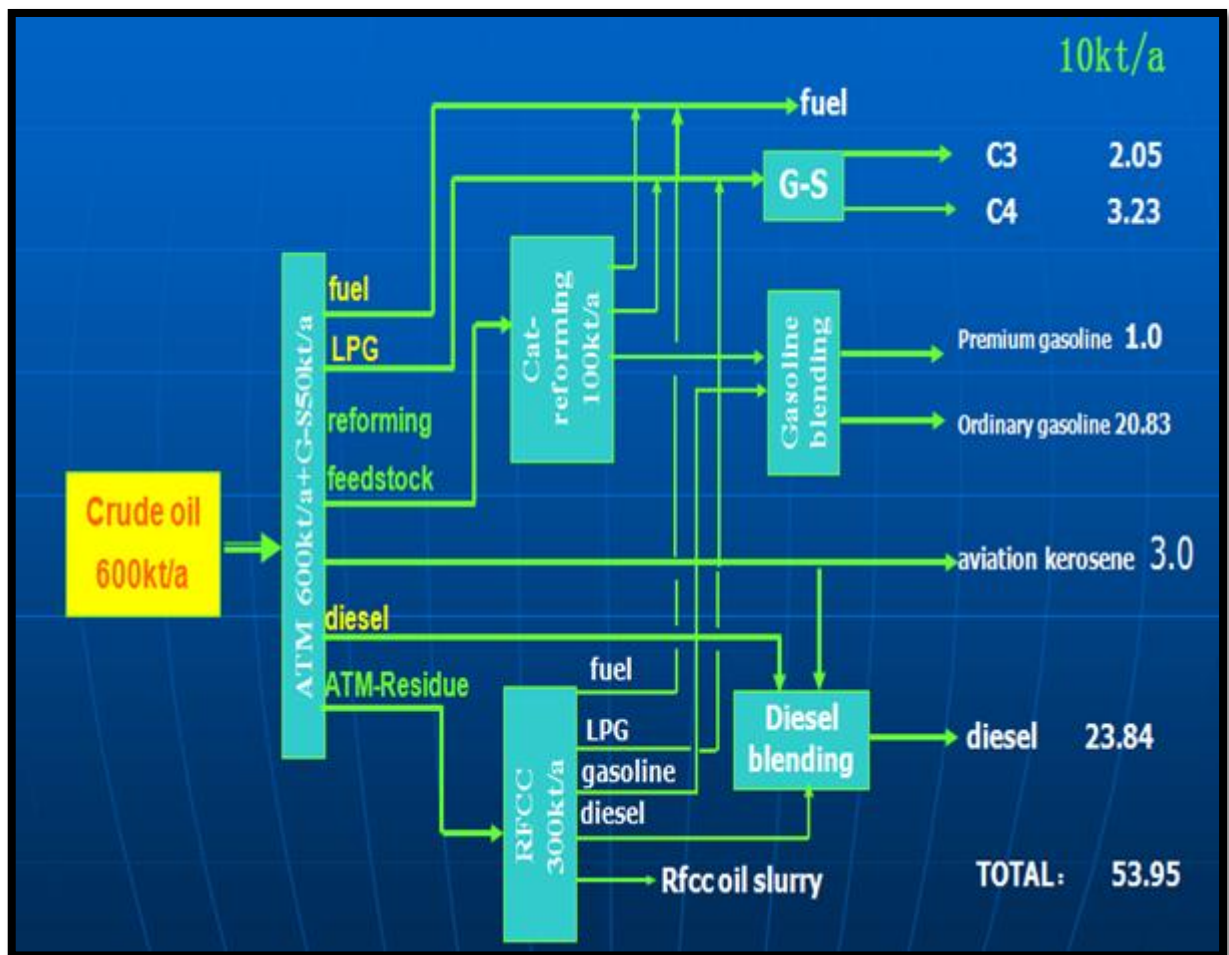 10kt/a
fuel
C3 2.05
G-S
C4 3.23
Cat-
reforming
100kt/a
fuel
LPG
reforming
feedstock
ATM 600kt/a+G-S50kt/a
Gasoline
blending
Premium gasoline 1.0
Ordinary gasoline 20.83
Crude oil
600kt/a
aviation kerosene 3.0
diesel
ATM-Residue
fuel
LPG
gasoline
diesel
RFCC
300kt/a
Diesel
blending
diesel 23.84
Rfcc oil slurry
TOTAL: 53.95